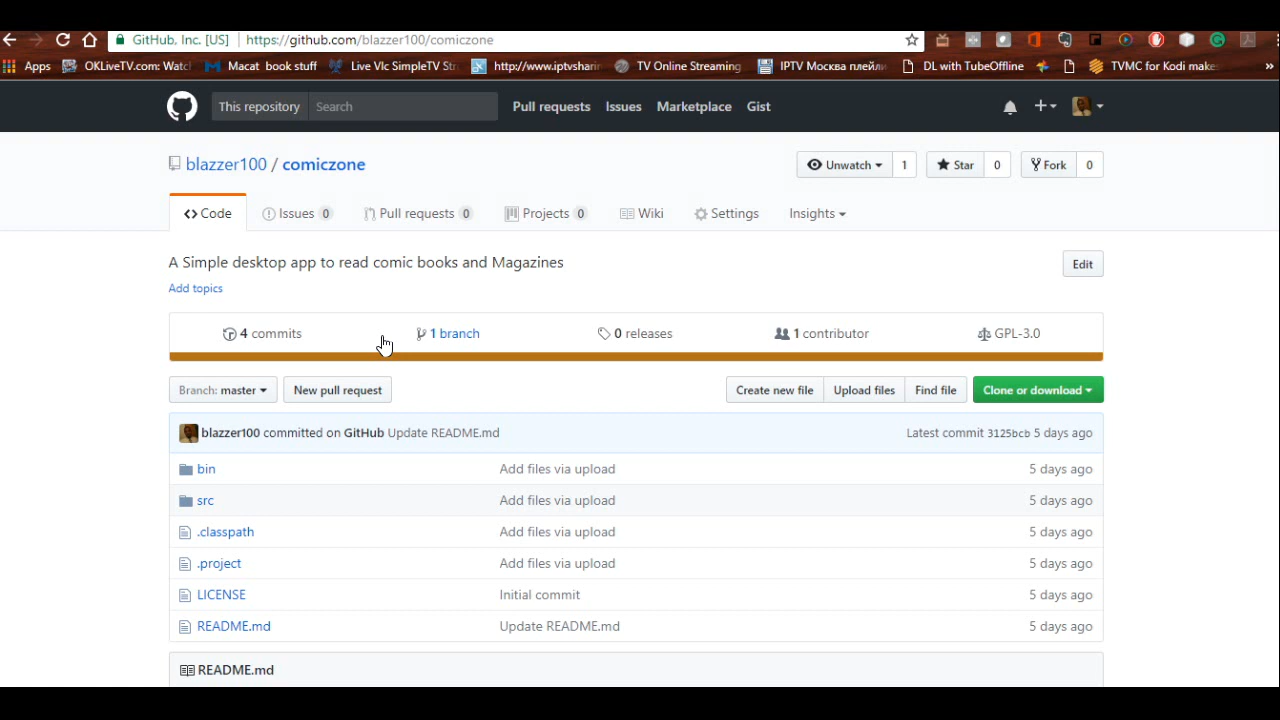 GitHub, Inc. [US] https://github.com/blazzer100/comiczone
Apps OKLiveTV.com: Watch Macat book stuff Live Vlc SimpleTV Str http://www.iptvsharin TV Online Streaming IPTV Москва плейли DL with TubeOffline TVMC for Kodi make »
This repository Search Pull requests Issues Marketplace Gist
blazzer100 / comiczone Unwatch 1 Star 0 Fork 0
Code Issues 0 Pull requests 0 Projects 0 Wiki Settings Insights
A Simple desktop app to read comic books and Magazines Edit
Add topics
4 commits 1 branch 0 releases 1 contributor GPL-3.0
Branch: master New pull request Create new file Upload files Find file Clone or download
blazzer100 committed on GitHub Update README.md Latest commit 3125bcb 5 days ago
bin Add files via upload 5 days ago
src Add files via upload 5 days ago
.classpath Add files via upload 5 days ago
.project Add files via upload 5 days ago
LICENSE Initial commit 5 days ago
README.md Update README.md 5 days ago
README.md